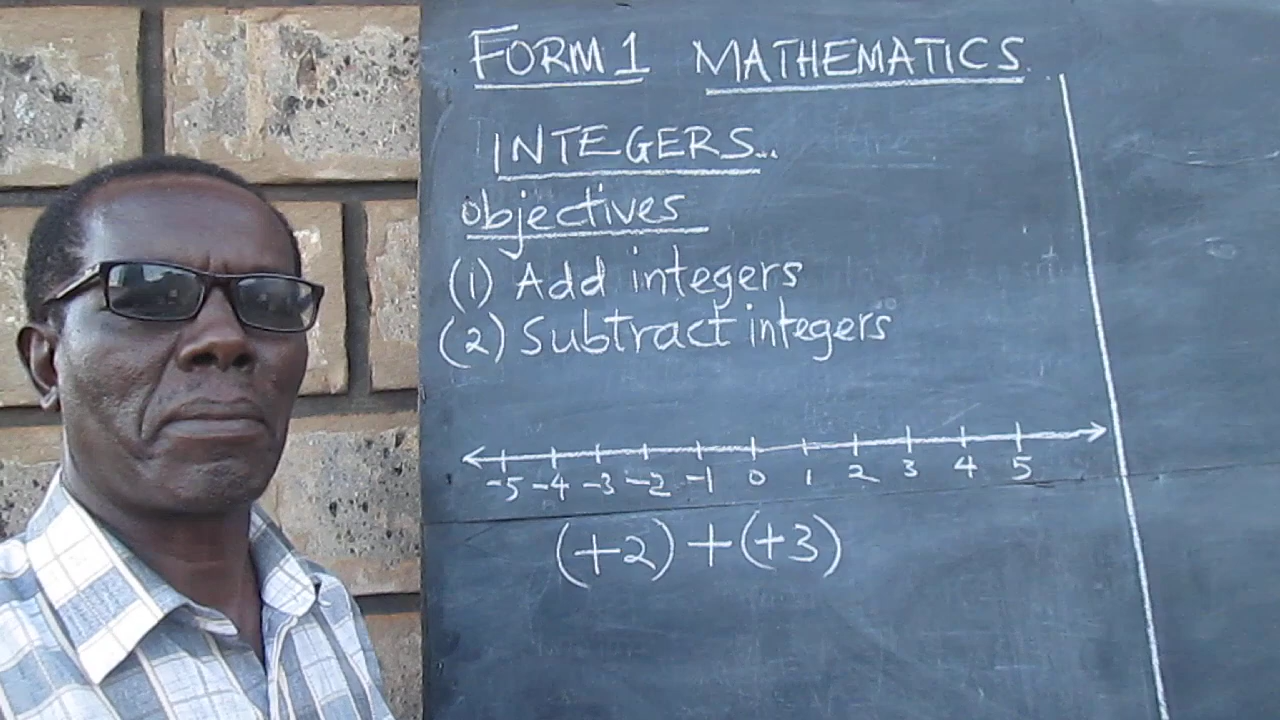 FORM 1 MATHEMATICS
INTEGERS...
Objectives
(1) Add integers
(2) Subtract integers
-5 -4 -3 -2 -1 0 1 2 3 4 5
(+2) + (+3)